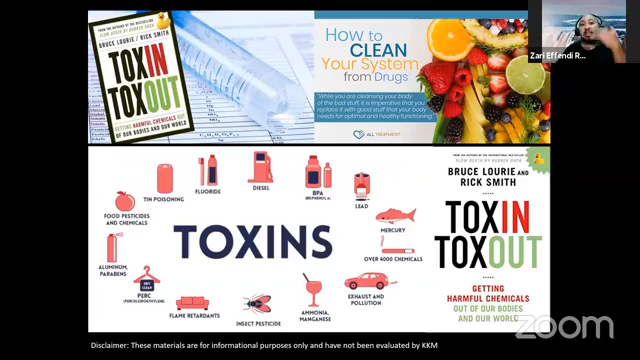 FROM THE AUTHORS OF THE BESTSELLING
SLOW DEATH BY RUBBER DUCK
BRUCE LOURIE / RICK SMITH
TOXIN
TOXOUT
GETTING HARMFUL CHEMICALS OUT
OF OUR BODIES AND OUR WORLD
How to
CLEAN
Your System
from Drugs
"While you are cleansing your body
of the bad stuff, it is imperative that you
replace it with good stuff that your body
needs for optimal and healthy functioning."
ALL TREATMENT
Zari Effendi R...
TOXINS
TIN POISONING
FLUORIDE
DIESEL
BPA
(BISPHENOL A)
LEAD
MERCURY
OVER 4000 CHEMICALS
EXHAUST AND
POLLUTION
AMMONIA,
MANGANESE
INSECT PESTICIDE
FLAME RETARDANTS
DRY
CLEAN
PERC
(PERCHLOROETHYLENE)
ALUMINUM,
PARABENS
FOOD PESTICIDES
AND CHEMICALS
FROM THE AUTHORS OF THE INTERNATIONAL BESTSELLER
SLOW DEATH BY RUBBER DUCK
BRUCE LOURIE AND
RICK SMITH
TOXIN
TOXOUT
GETTING
HARMFUL CHEMICALS
OUT OF OUR BODIES
AND OUR WORLD
zoom
Disclaimer: These materials are for informational purposes only and have not been evaluated by KKM